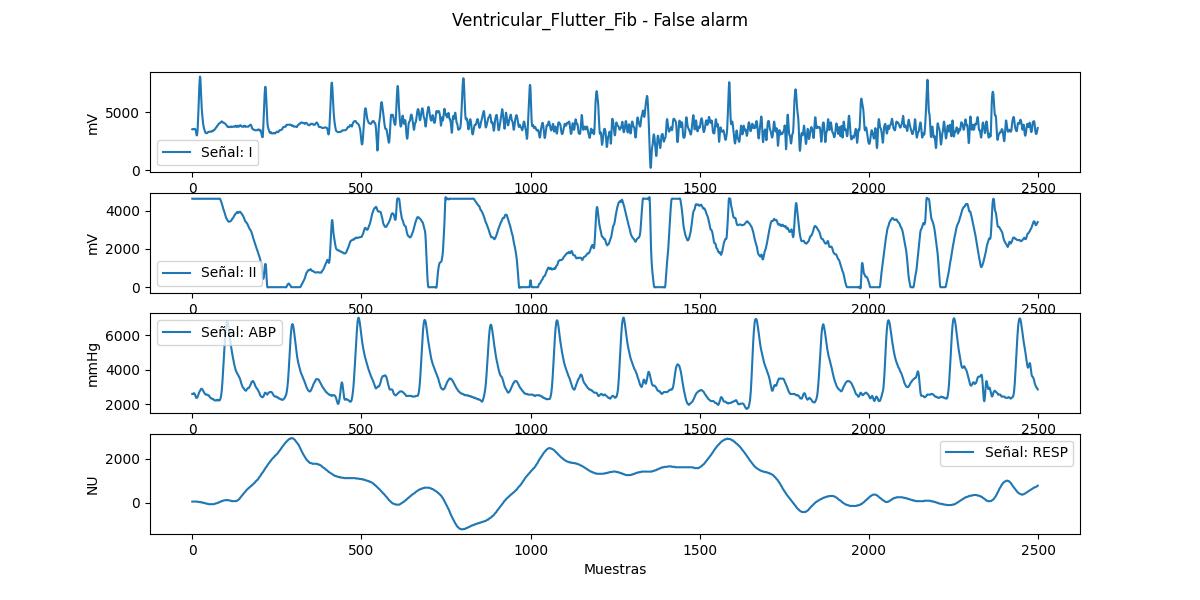 Ventricular_Flutter_Fib - False alarm
mV
5000
0
Señal: I
0 500 1000 1500 2000 2500
mV
4000
2000
0
Señal: II
0 500 1000 1500 2000 2500
mmHg
6000
4000
2000
Señal: ABP
0 500 1000 1500 2000 2500
NU
2000
0
Señal: RESP
0 500 1000 1500 2000 2500
Muestras